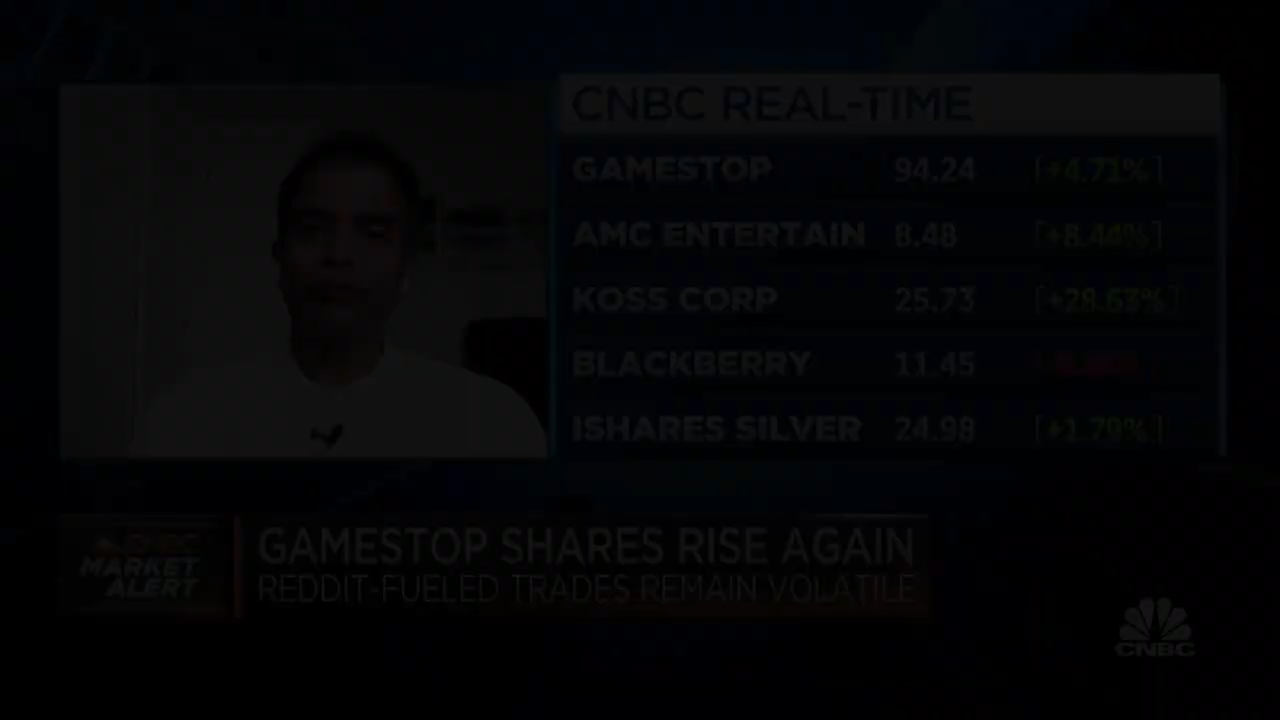 CNBC REAL-TIME
GAMESTOP 94.24 [+4.71%]
AMC ENTERTAIN 8.48 [+8.44%]
KOSS CORP 25.73 [+28.63%]
BLACKBERRY 11.45
ISHARES SILVER 24.98 [+1.79%]
MARKET
ALERT
GAMESTOP SHARES RISE AGAIN
REDDIT-FUELED TRADES REMAIN VOLATILE
CNBC